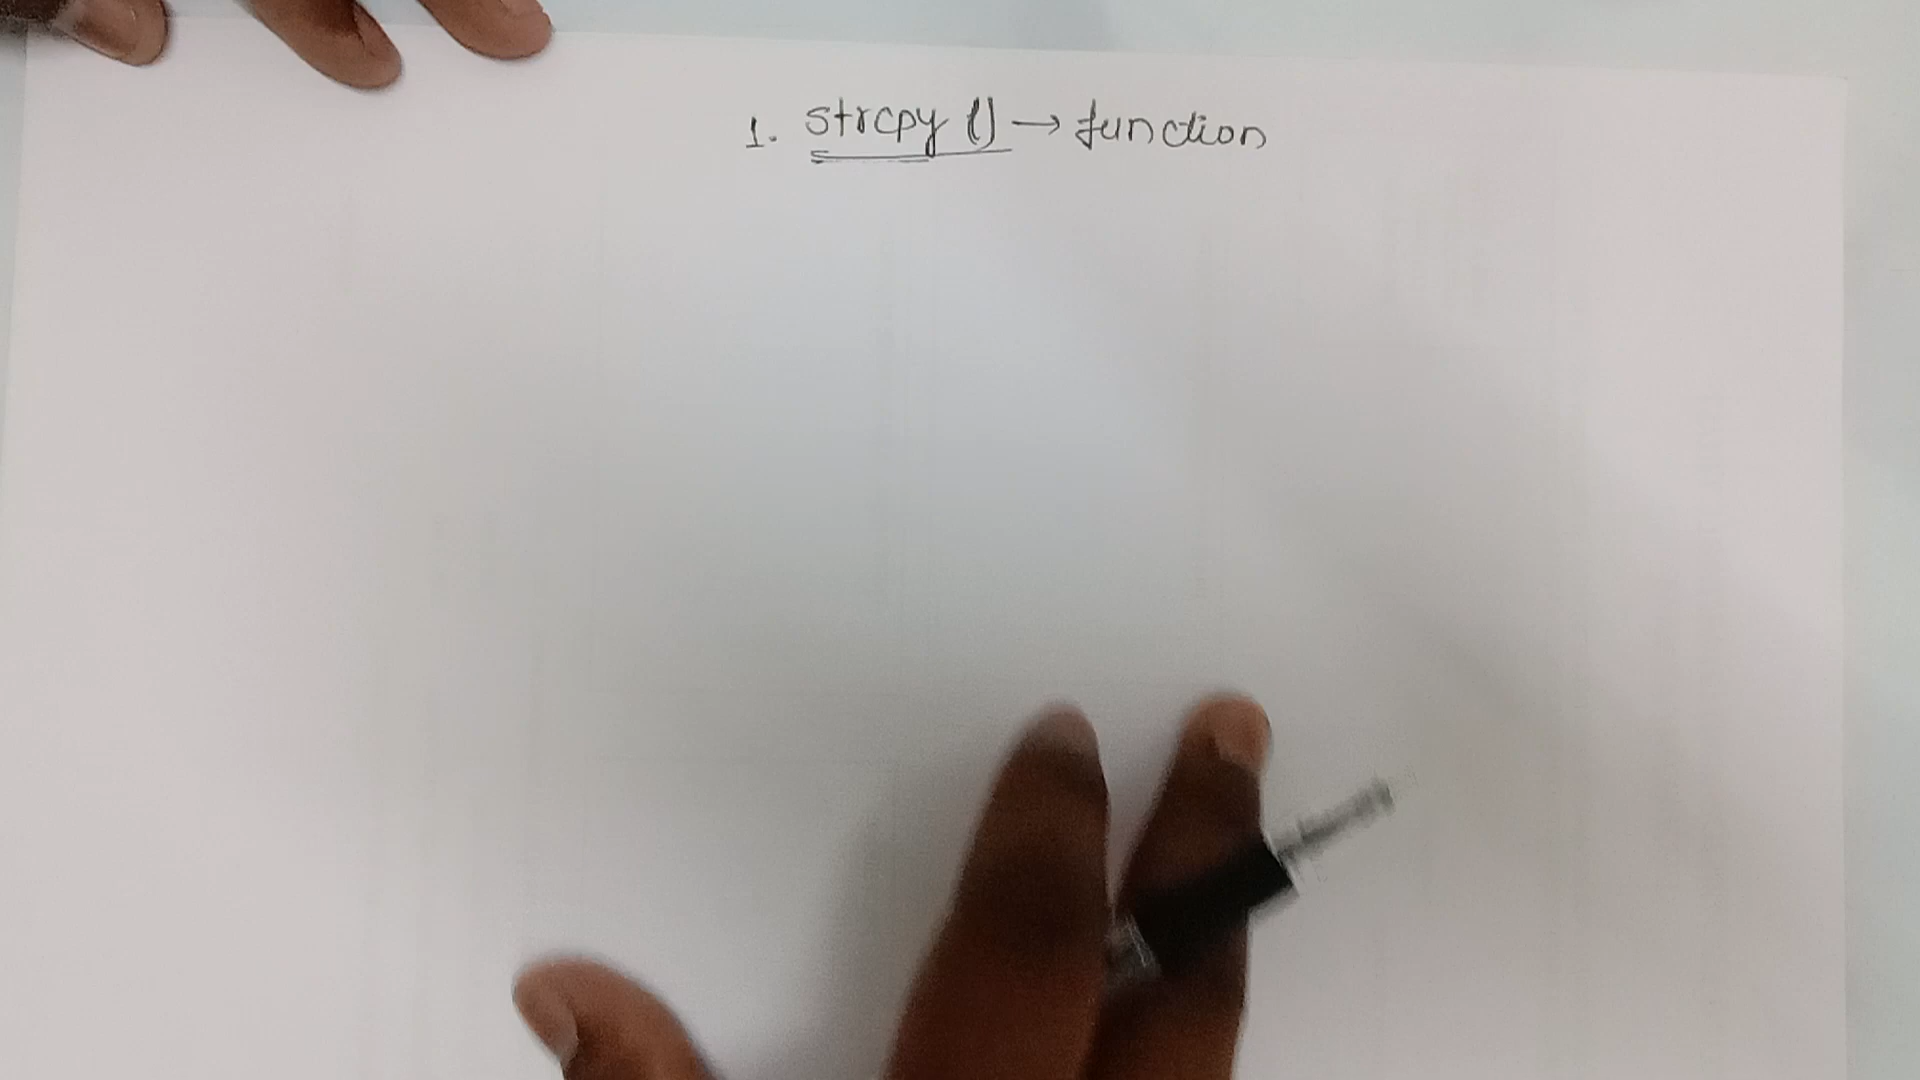 1. strcpy () → function